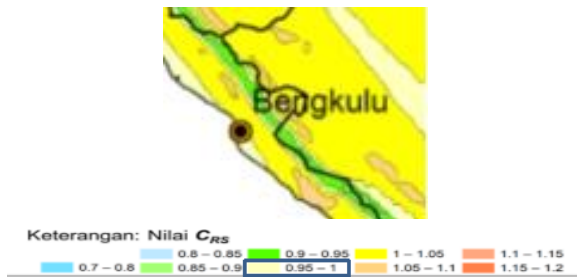 Bengkulu
Keterangan: Nilai C_RS
0.8 – 0.85 0.9 – 0.95 1 – 1.05 1.1 – 1.15
0.7 – 0.8 0.85 – 0.9 0.95 – 1 1.05 – 1.1 1.15 – 1.2